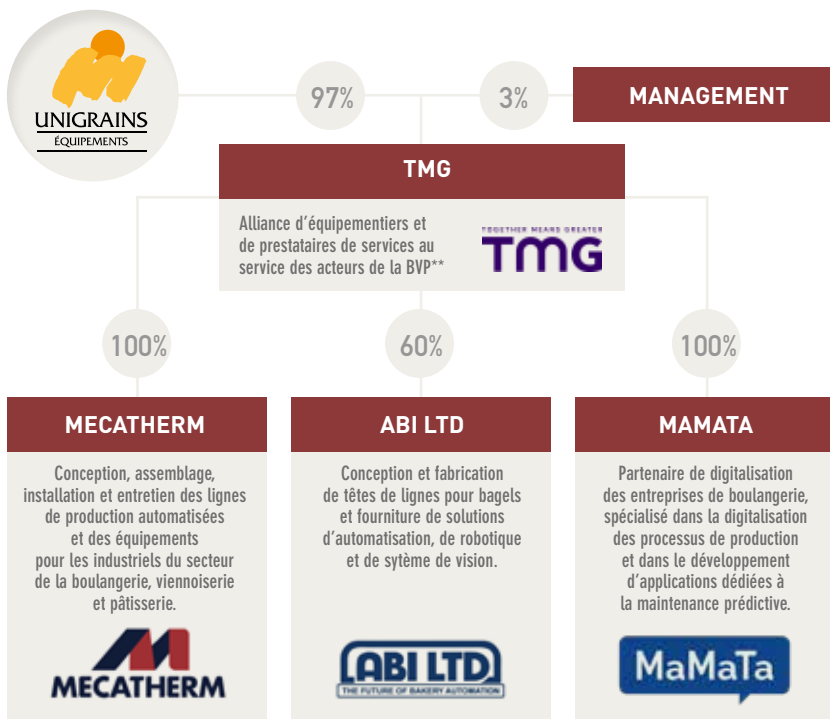 UNIGRAINS
ÉQUIPEMENTS
97%
3%
MANAGEMENT
TMG
Alliance d’équipementiers et
de prestataires de services au
service des acteurs de la BVP**
TOGETHER MEANS GREATER
TMG
100%
60%
100%
MECATHERM
Conception, assemblage,
installation et entretien des lignes
de production automatisées
et des équipements
pour les industriels du secteur
de la boulangerie, viennoiserie
et pâtisserie.
MECATHERM
ABI LTD
Conception et fabrication
de têtes de lignes pour bagels
et fourniture de solutions
d’automatisation, de robotique
et de sytème de vision.
ABI LTD
THE FUTURE OF BAKERY AUTOMATION
MAMATA
Partenaire de digitalisation
des entreprises de boulangerie,
spécialisé dans la digitalisation
des processus de production
et dans le développement
d’applications dédiées à
la maintenance prédictive.
MaMaTa